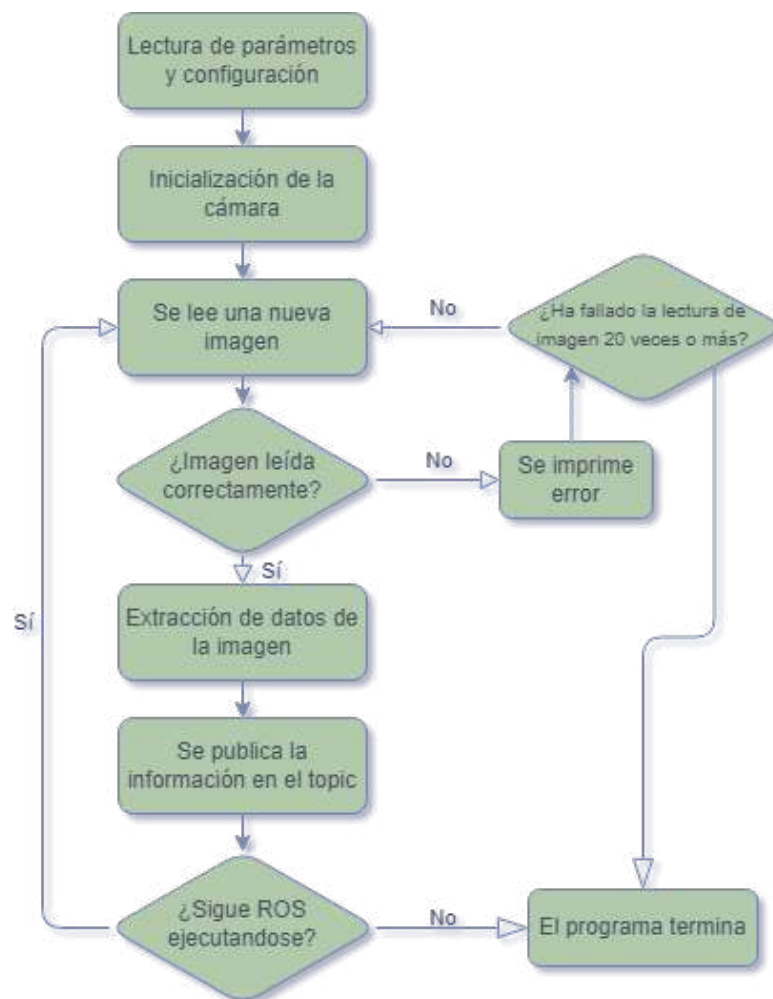 Lectura de parámetros
y configuración
Inicialización de la
cámara
Se lee una nueva
imagen
No
¿Ha fallado la lectura de
imagen 20 veces o más?
¿Imagen leída
correctamente?
No
Se imprime
error
Sí
Extracción de datos de
la imagen
Sí
Se publica la
información en el topic
¿Sigue ROS
ejecutandose?
No
El programa termina